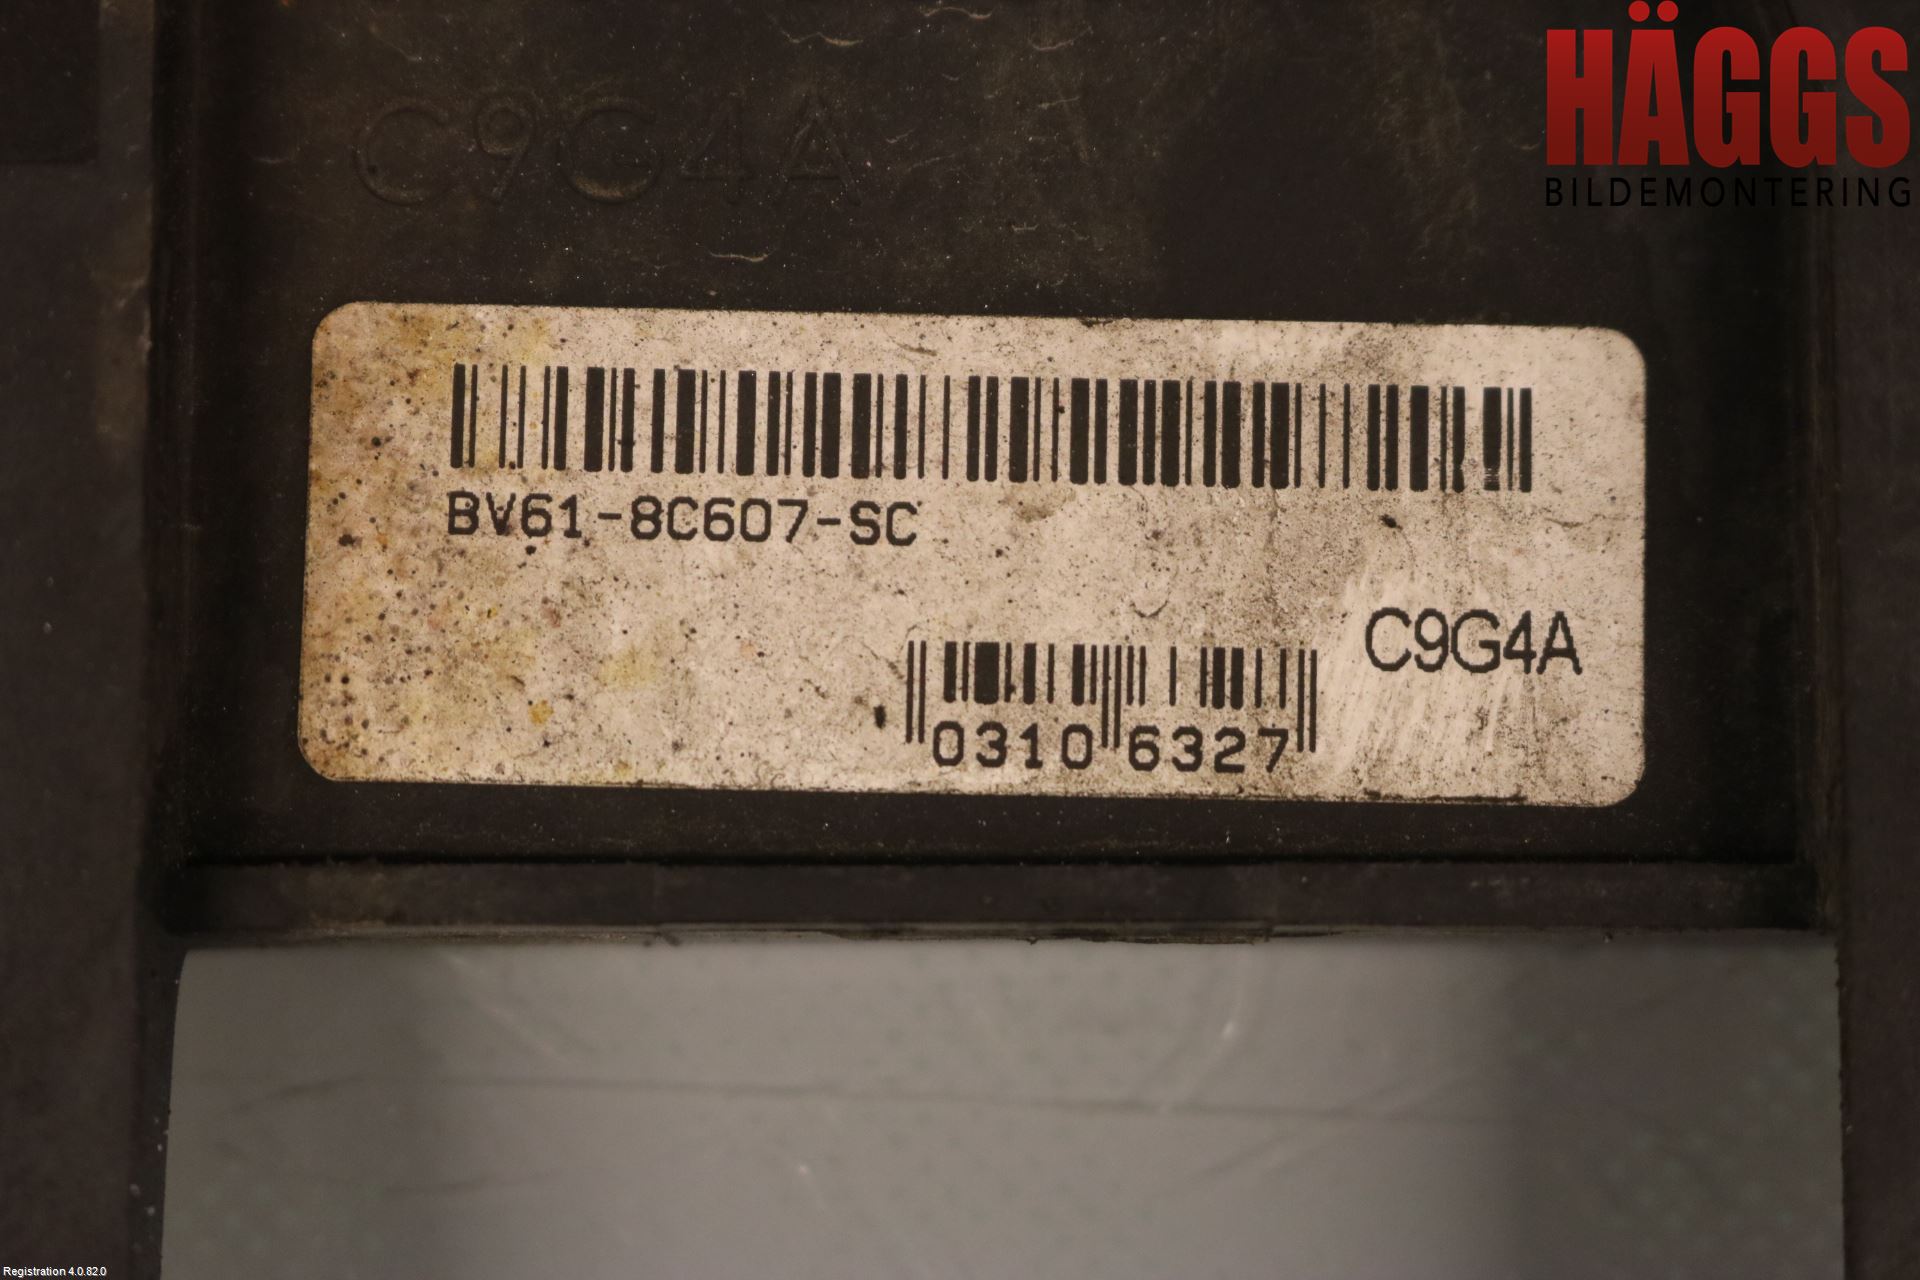 HÄGGS
BILDEMONTERING
C9G4A
BV61-8C607-SC
C9G4A
0310 6327
Registration 4.0.82.0